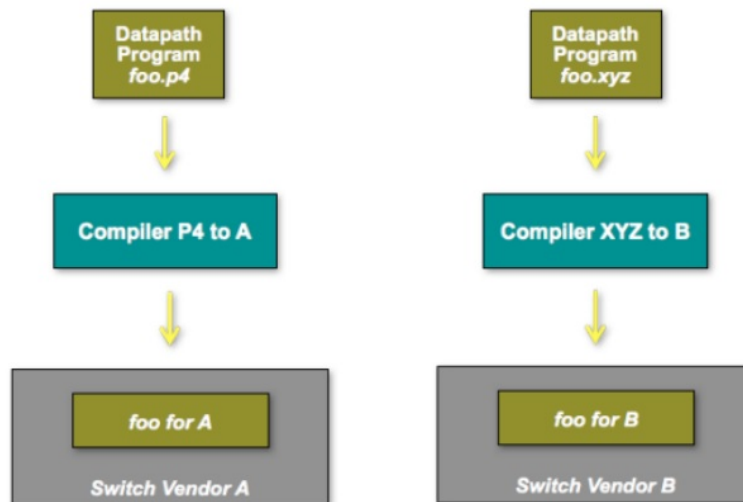 Datapath
Program
foo.p4
Compiler P4 to A
foo for A
Switch Vendor A
Datapath
Program
foo.xyz
Compiler XYZ to B
foo for B
Switch Vendor B